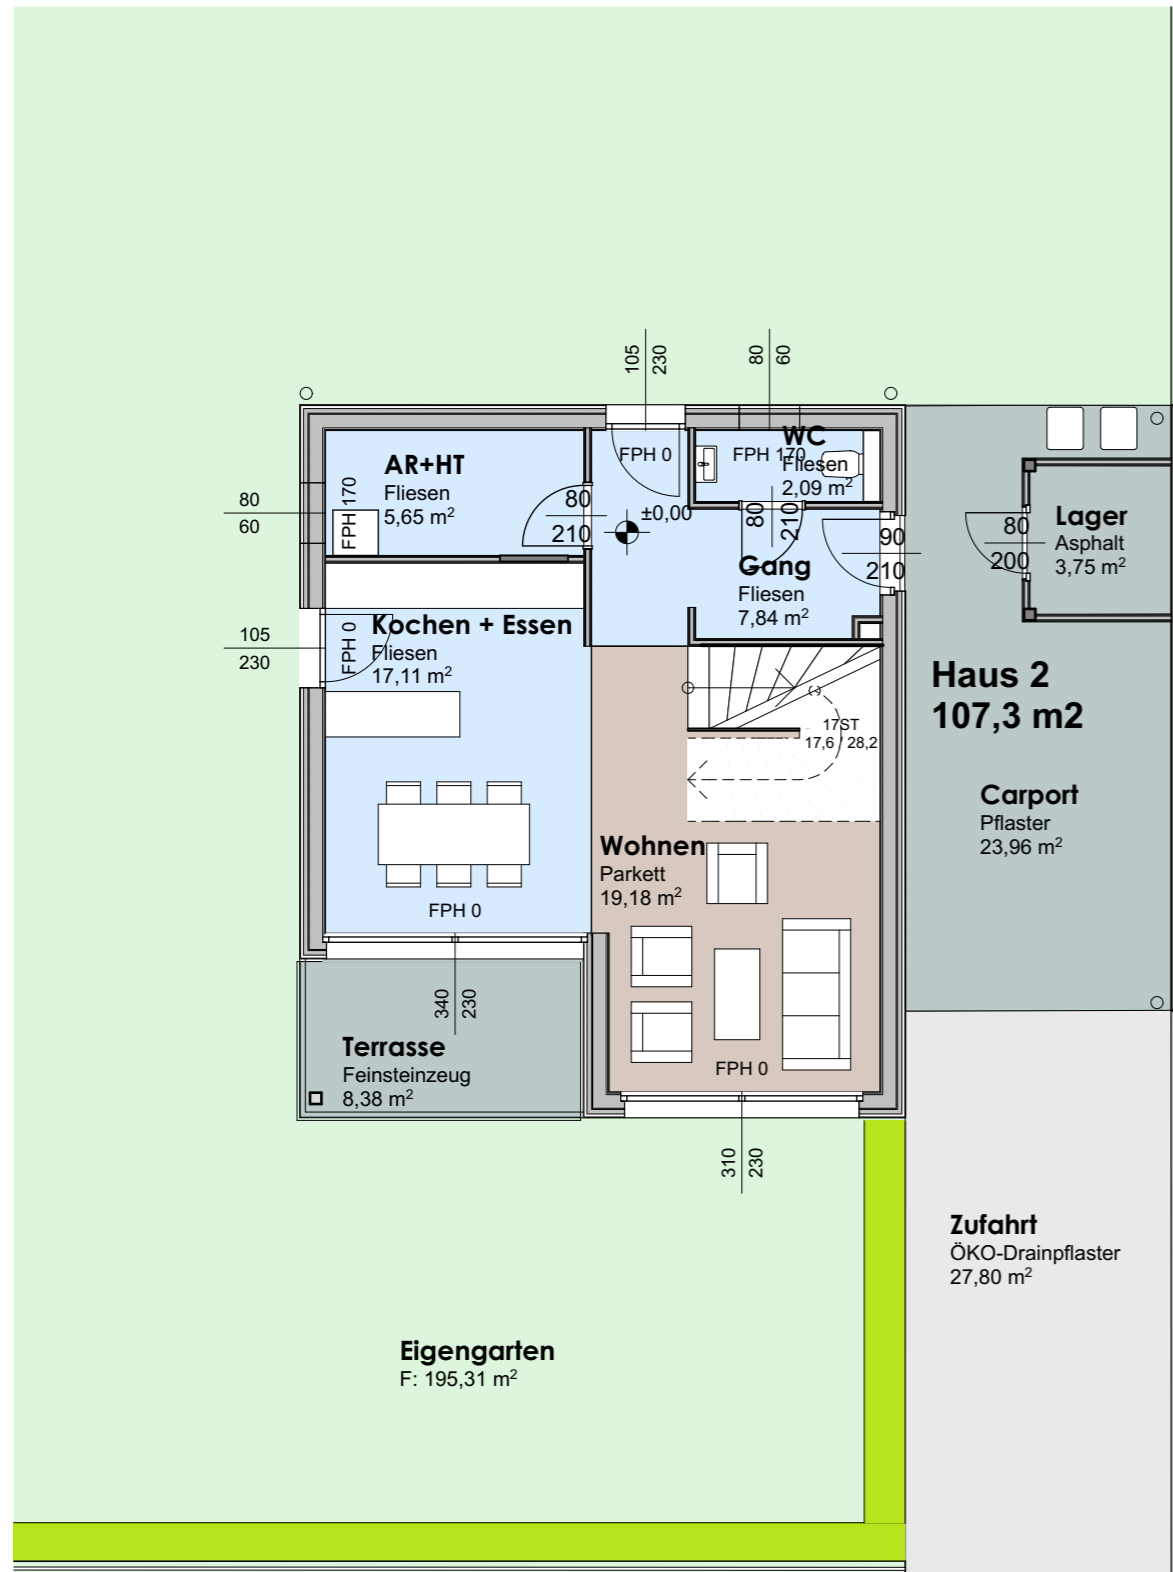 105
230
80
60
AR+HT
Fliesen
5,65 m²
FPH 170
80
60
80
210
FPH 0
±0,00
WC
FPH 170
Fliesen
2,09 m²
80
210
Gang
Fliesen
7,84 m²
90
210
80
200
Lager
Asphalt
3,75 m²
105
230
FPH 0
Kochen + Essen
Fliesen
17,11 m²
Haus 2
107,3 m2
17ST
17,6 / 28,2
Carport
Pflaster
23,96 m²
Wohnen
Parkett
19,18 m²
FPH 0
340
230
Terrasse
Feinsteinzeug
8,38 m²
FPH 0
310
230
Zufahrt
ÖKO-Drainpflaster
27,80 m²
Eigengarten
F: 195,31 m²